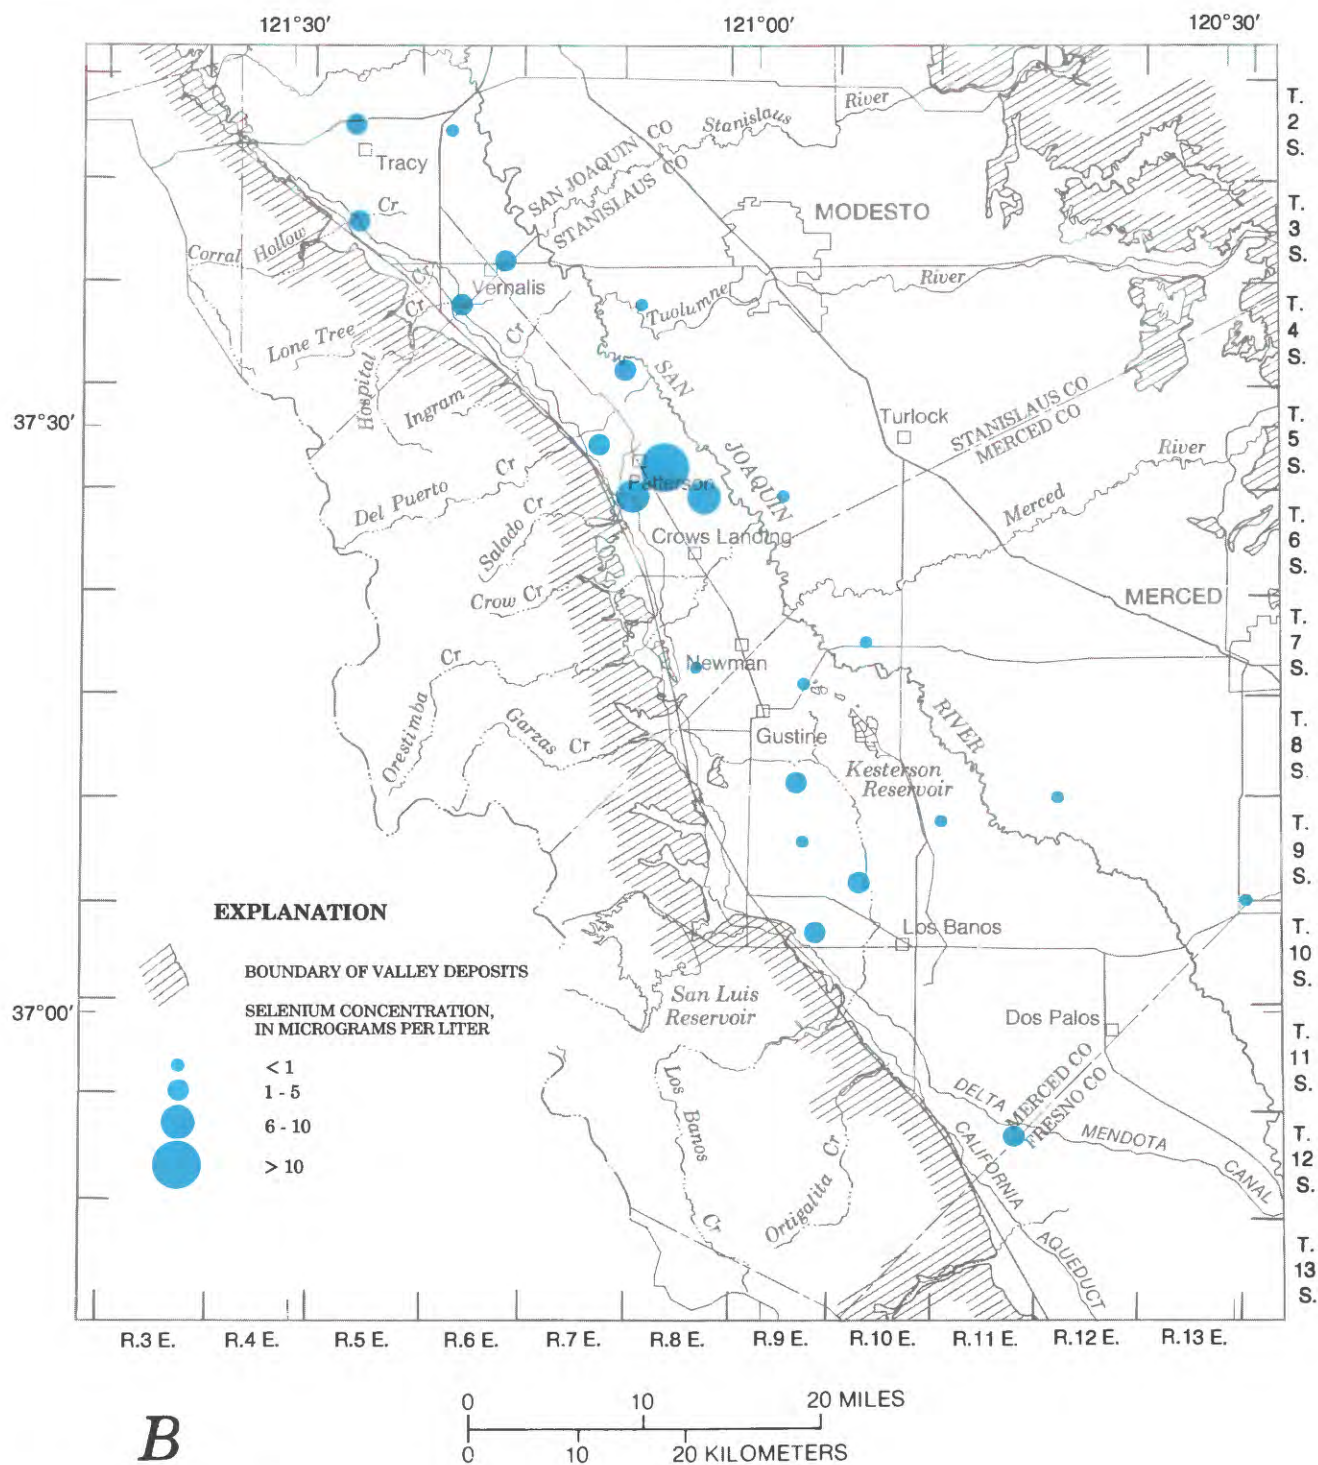 121°30′ 121°00′ 120°30′
T. 2 S.
T. 3 S.
T. 4 S.
T. 5 S.
T. 6 S.
T. 7 S.
T. 8 S.
T. 9 S.
T. 10 S.
T. 11 S.
T. 12 S.
T. 13 S.
37°30′
37°00′
Stanislaus River
SAN JOAQUIN CO
STANISLAUS CO
Tracy
MODESTO
Corral Hollow Cr
Vernalis
Tuolumne River
Lone Tree Cr
Hospital Cr
Ingram Cr
SAN JOAQUIN RIVER
Turlock
STANISLAUS CO
MERCED CO
Merced River
Patterson
Del Puerto Cr
Salado Cr
Crows Landing
Crow Cr
MERCED
Newman
Orestimba Cr
Garzas Cr
Gustine
Kesterson
Reservoir
Los Banos
San Luis
Reservoir
Dos Palos
MERCED CO
FRESNO CO
DELTA MENDOTA CANAL
CALIFORNIA AQUEDUCT
Los Banos Cr
Ortigalita Cr
EXPLANATION
BOUNDARY OF VALLEY DEPOSITS
SELENIUM CONCENTRATION,
IN MICROGRAMS PER LITER
< 1
1 - 5
6 - 10
> 10
R.3 E. R.4 E. R.5 E. R.6 E. R.7 E. R.8 E. R.9 E. R.10 E. R.11 E. R.12 E. R.13 E.
0 10 20 MILES
0 10 20 KILOMETERS
B